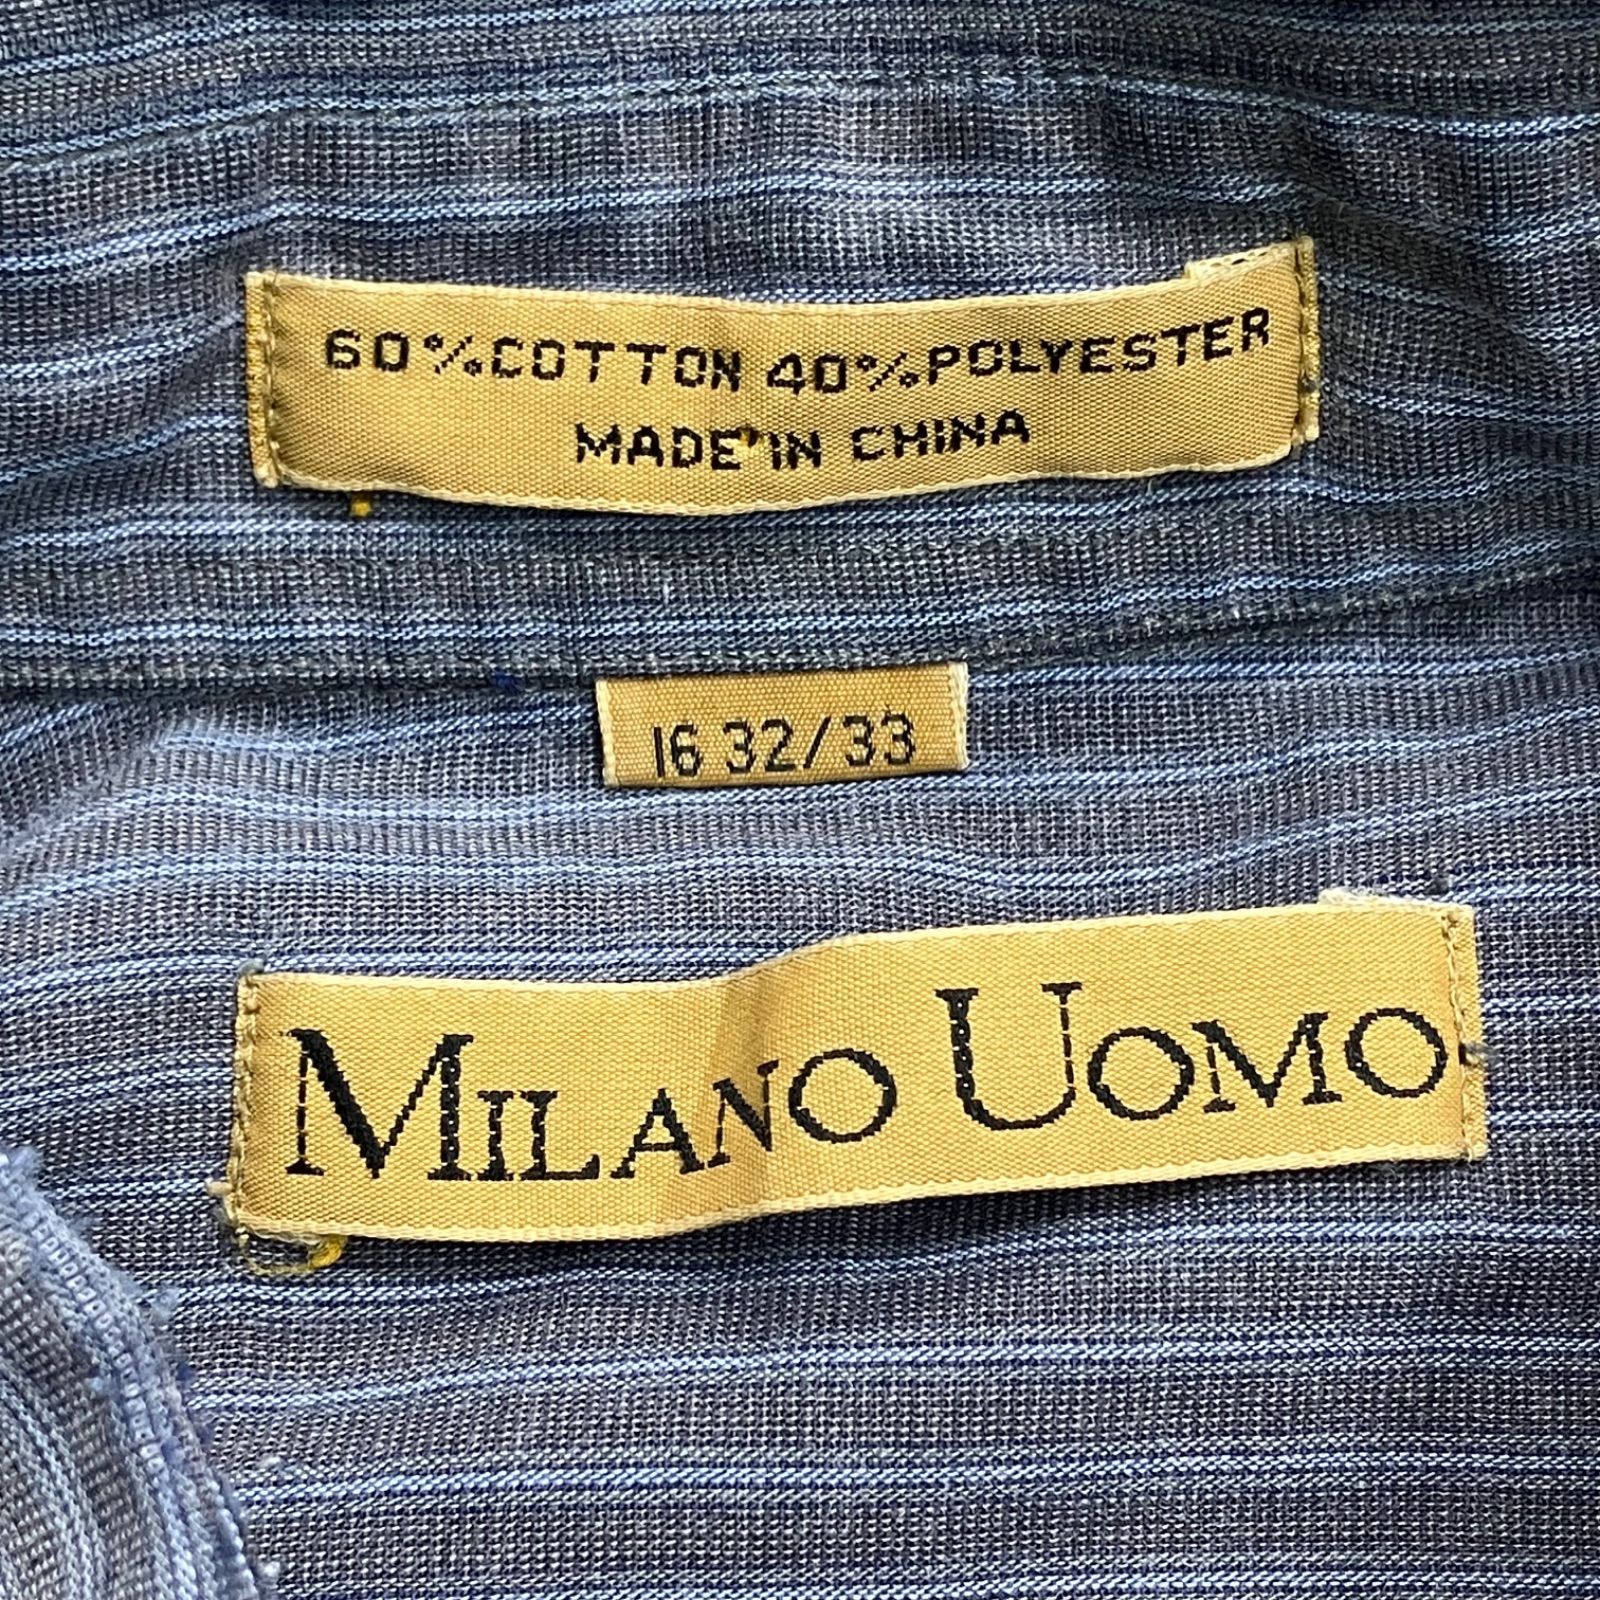 60%COTTON 40%POLYESTER
MADE IN CHINA
16 32/33
MILANO UOMO